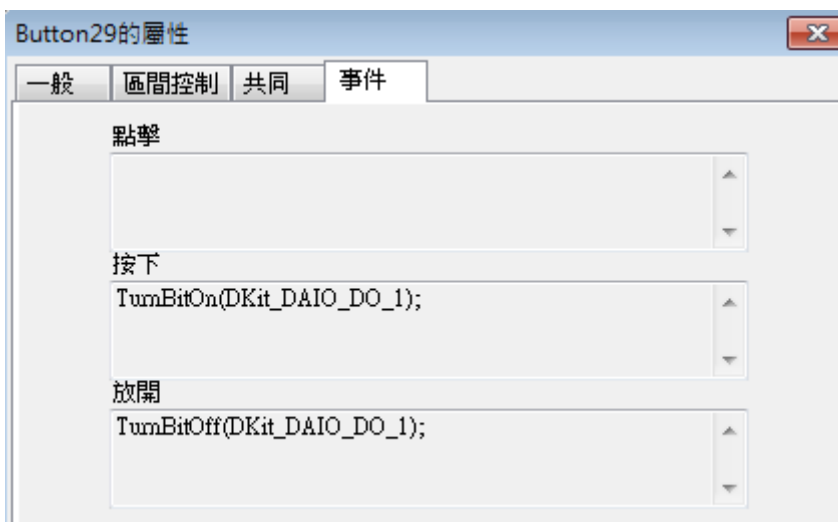 Button29的屬性
一般 區間控制 共同 事件
點擊
按下
TurnBitOn(DKit_DAIO_DO_1);
放開
TurnBitOff(DKit_DAIO_DO_1);